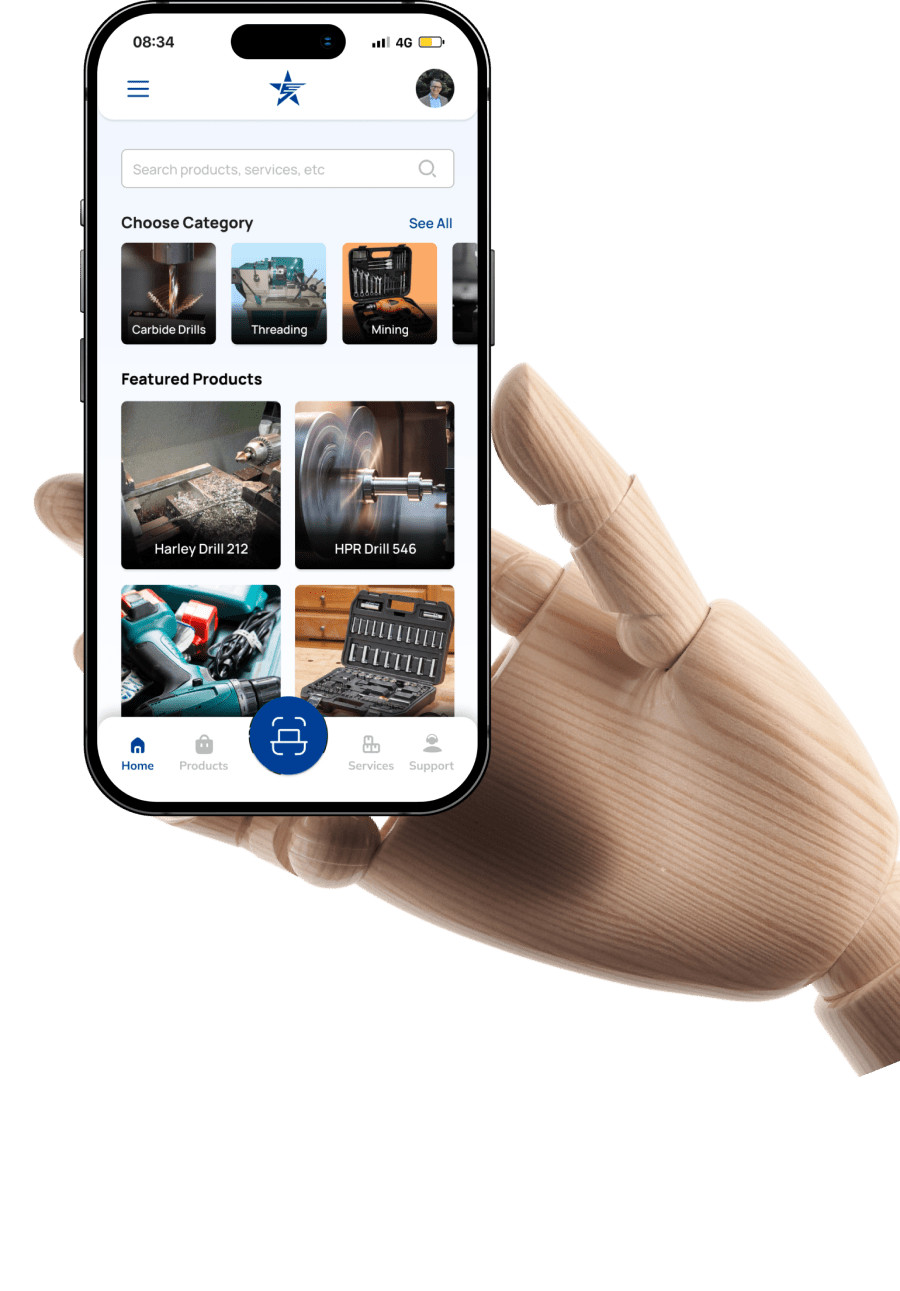 08:34
4G
Search products, services, etc
Choose Category
See All
Carbide Drills
Threading
Mining
Featured Products
Harley Drill 212
HPR Drill 546
Home
Products
Services
Support